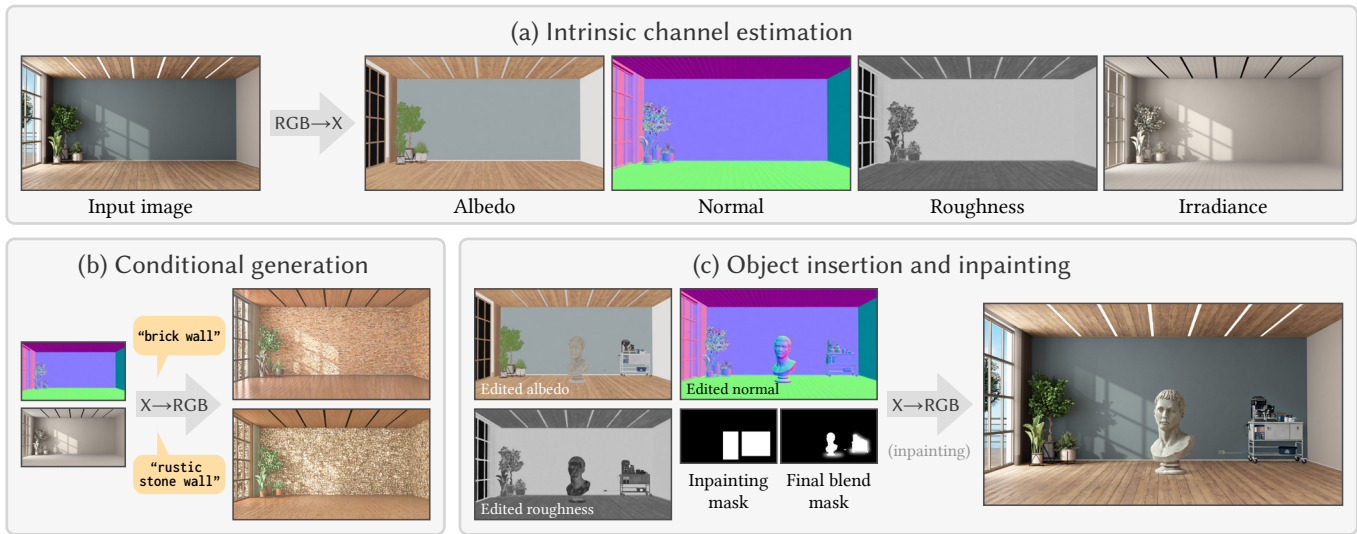 (a) Intrinsic channel estimation
RGB→X
Input image
Albedo
Normal
Roughness
Irradiance
(b) Conditional generation
“brick wall”
X→RGB
“rustic
stone wall”
(c) Object insertion and inpainting
Edited albedo
Edited normal
Edited roughness
Inpainting
mask
Final blend
mask
X→RGB
(inpainting)